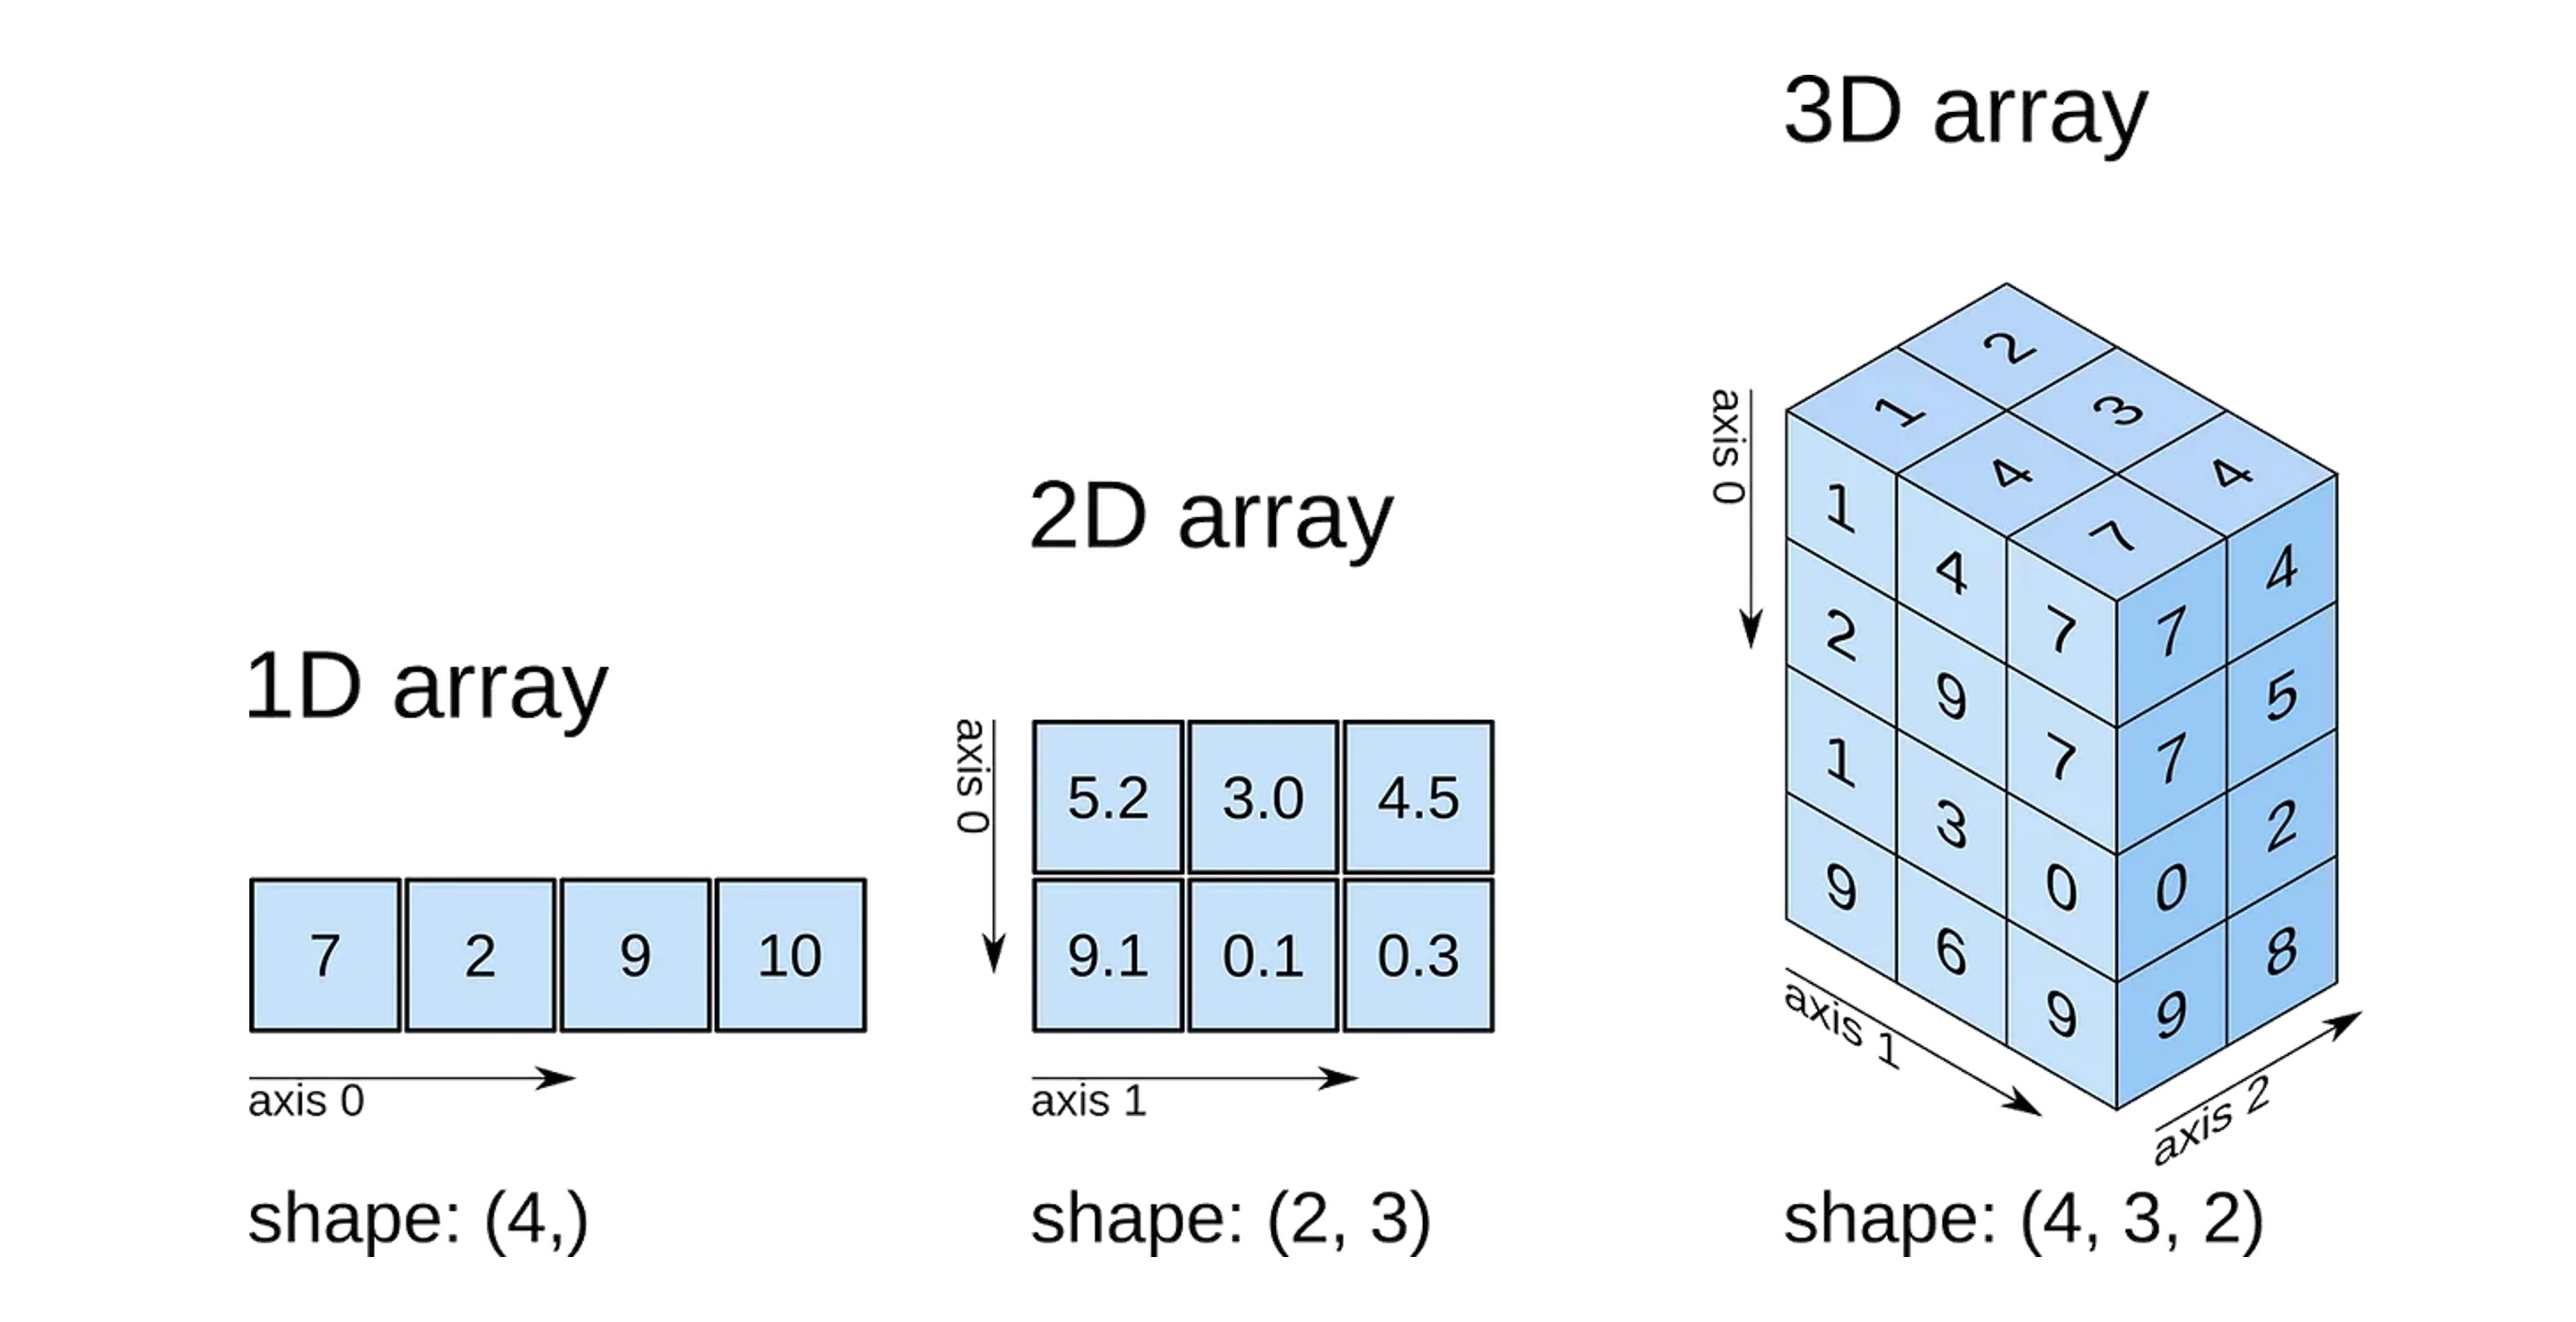 1D array
7 2 9 10
axis 0
shape: (4,)
2D array
axis 0
5.2 3.0 4.5
9.1 0.1 0.3
axis 1
shape: (2, 3)
3D array
axis 0
2
1 3
4 4
7
1 4 7
2 9 7
1 3 0
9 6 9
7 4
7 5
0 2
9 8
axis 1
axis 2
shape: (4, 3, 2)